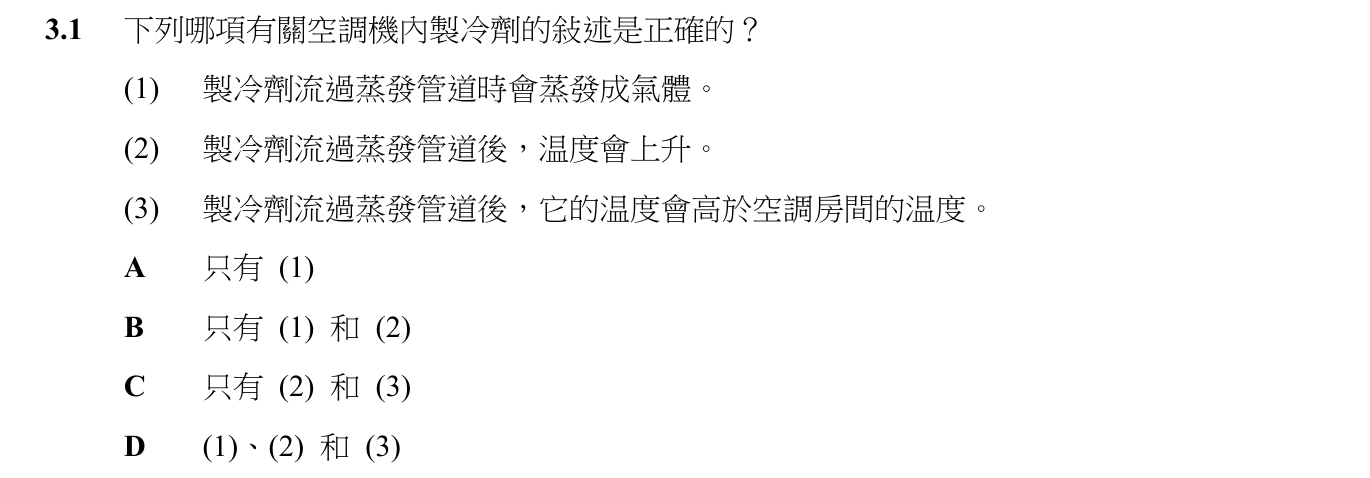 3.1 下列哪項有關空調機內製冷劑的敍述是正確的？
(1) 製冷劑流過蒸發管道時會蒸發成氣體。
(2) 製冷劑流過蒸發管道後，温度會上升。
(3) 製冷劑流過蒸發管道後，它的温度會高於空調房間的温度。
A 只有 (1)
B 只有 (1) 和 (2)
C 只有 (2) 和 (3)
D (1)、(2) 和 (3)